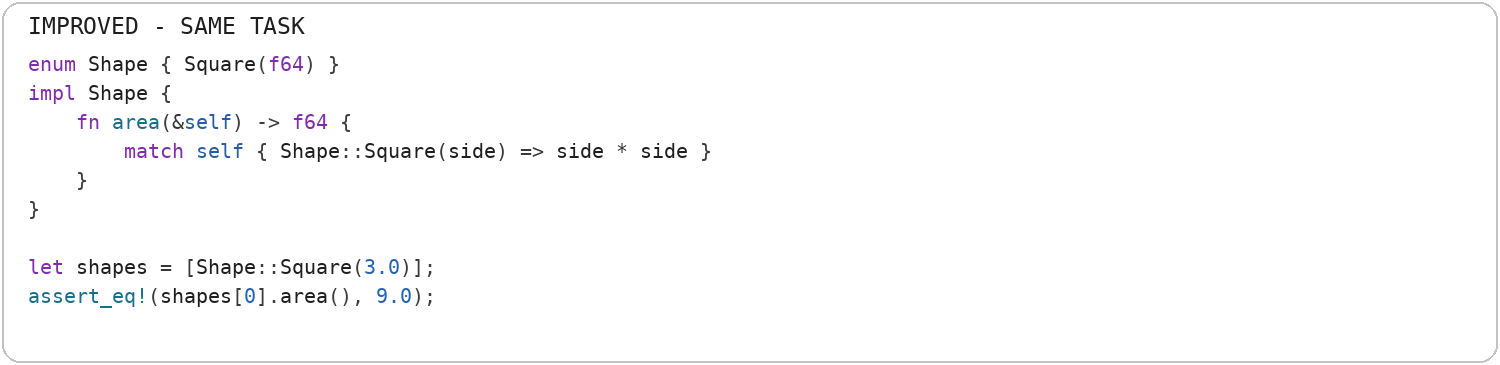 IMPROVED - SAME TASK
enum Shape { Square(f64) }
impl Shape {
    fn area(&self) -> f64 {
        match self { Shape::Square(side) => side * side }
    }
}

let shapes = [Shape::Square(3.0)];
assert_eq!(shapes[0].area(), 9.0);